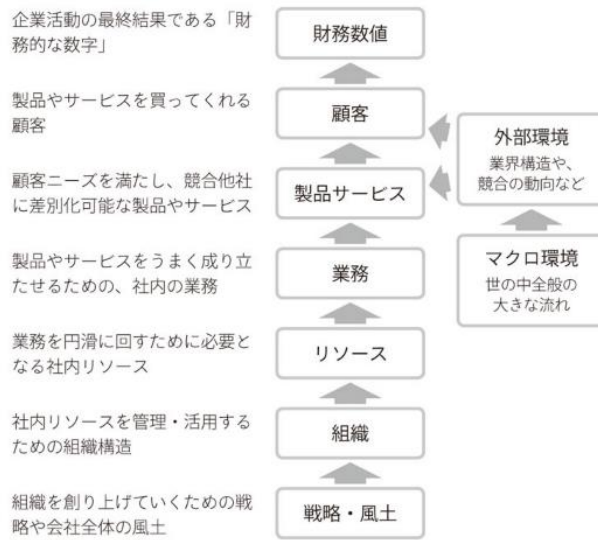 企業活動の最終結果である「財
務的な数字」
財務数値
製品やサービスを買ってくれる
顧客
顧客
外部環境
業界構造や、
競合の動向など
顧客ニーズを満たし、競合他社
に差別化可能な製品やサービス
製品サービス
マクロ環境
世の中全般の
大きな流れ
製品やサービスをうまく成り立
たせるための、社内の業務
業務
業務を円滑に回すために必要と
なる社内リソース
リソース
社内リソースを管理・活用する
ための組織構造
組織
組織を創り上げていくための戦
略や会社全体の風土
戦略・風土